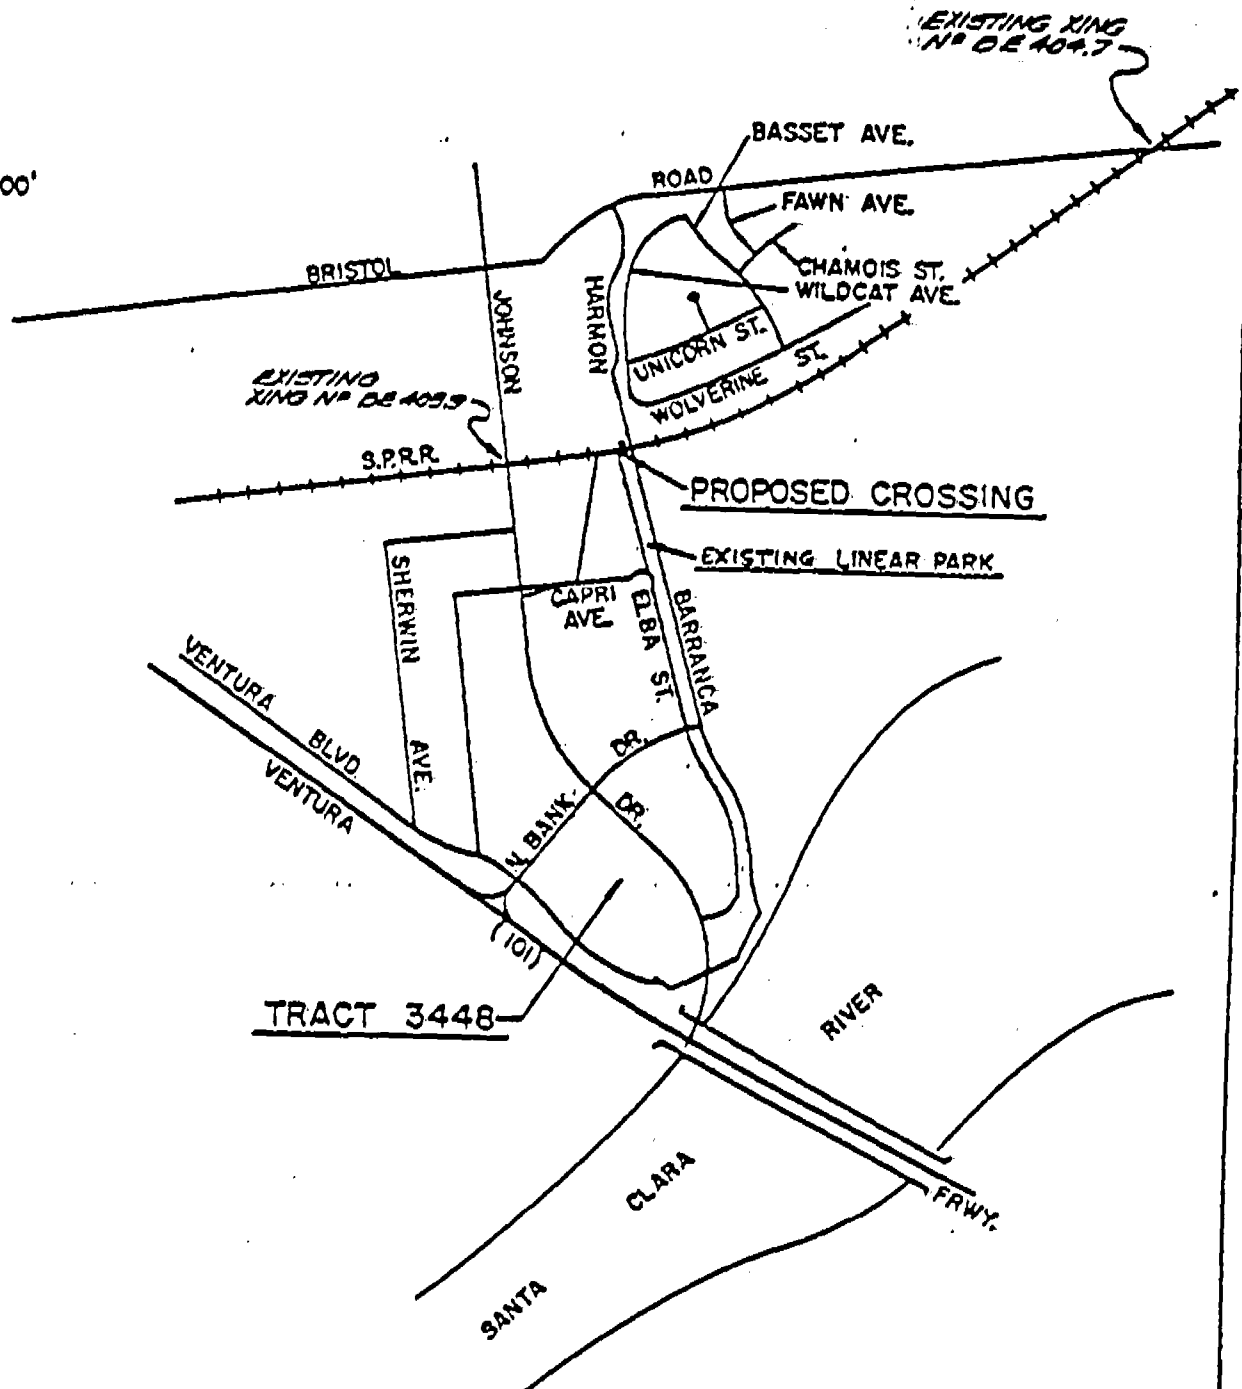 EXISTING XING
Nº DE 404.7
00'
BASSET AVE.
ROAD
FAWN AVE.
BRISTOL
CHAMOIS ST.
WILDCAT AVE.
JOHNSON
HARMON
UNICORN ST.
WOLVERINE ST.
EXISTING
XING Nº DE 405.9
S.P.R.R.
PROPOSED CROSSING
EXISTING LINEAR PARK
SHERWIN AVE.
CAPRI
AVE.
ELBA ST.
BARRANCA
VENTURA BLVD.
VENTURA
DR.
DR.
N. BANK
(101)
TRACT 3448
RIVER
CLARA
SANTA
FRWY.